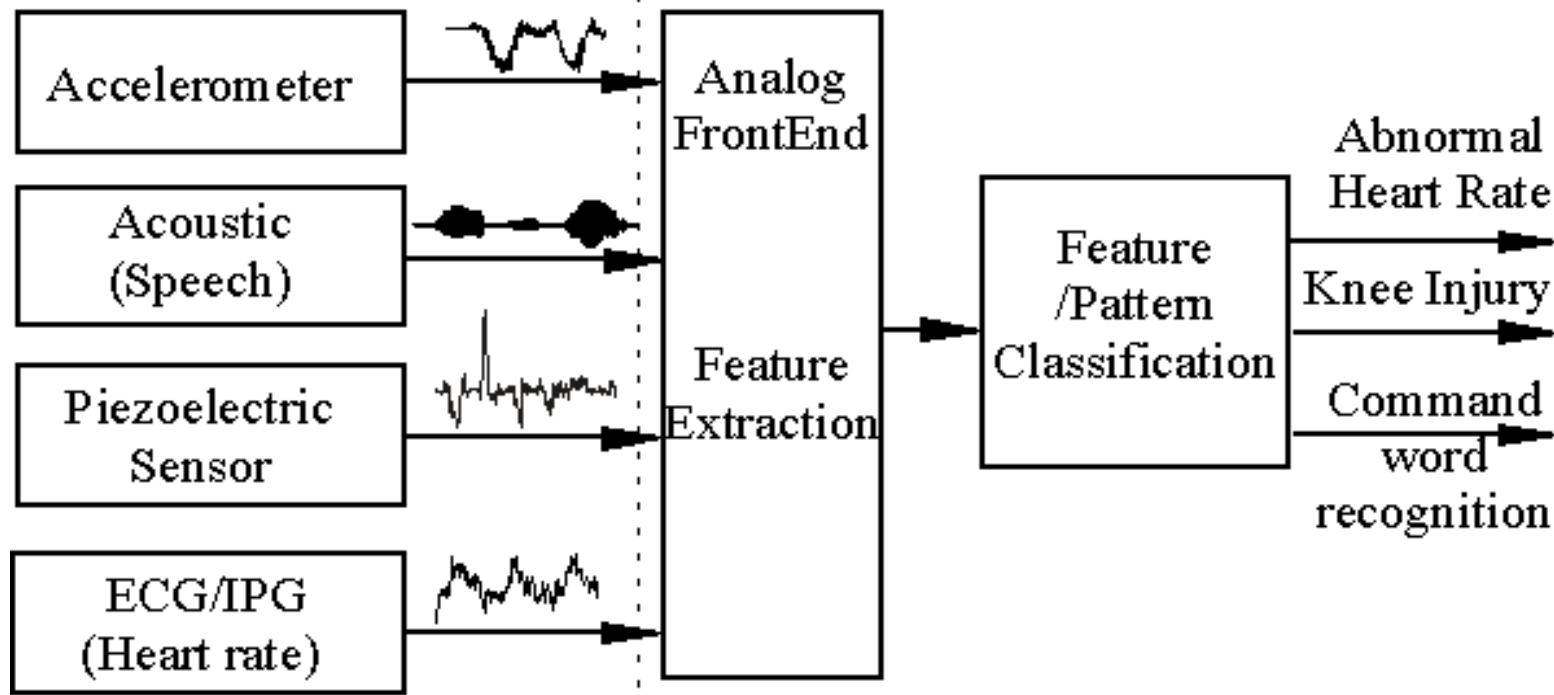 Accelerometer
Acoustic
(Speech)
Piezoelectric
Sensor
ECG/IPG
(Heart rate)
Analog
FrontEnd
Feature
Extraction
Feature
/Pattern
Classification
Abnormal
Heart Rate
Knee Injury
Command
word
recognition